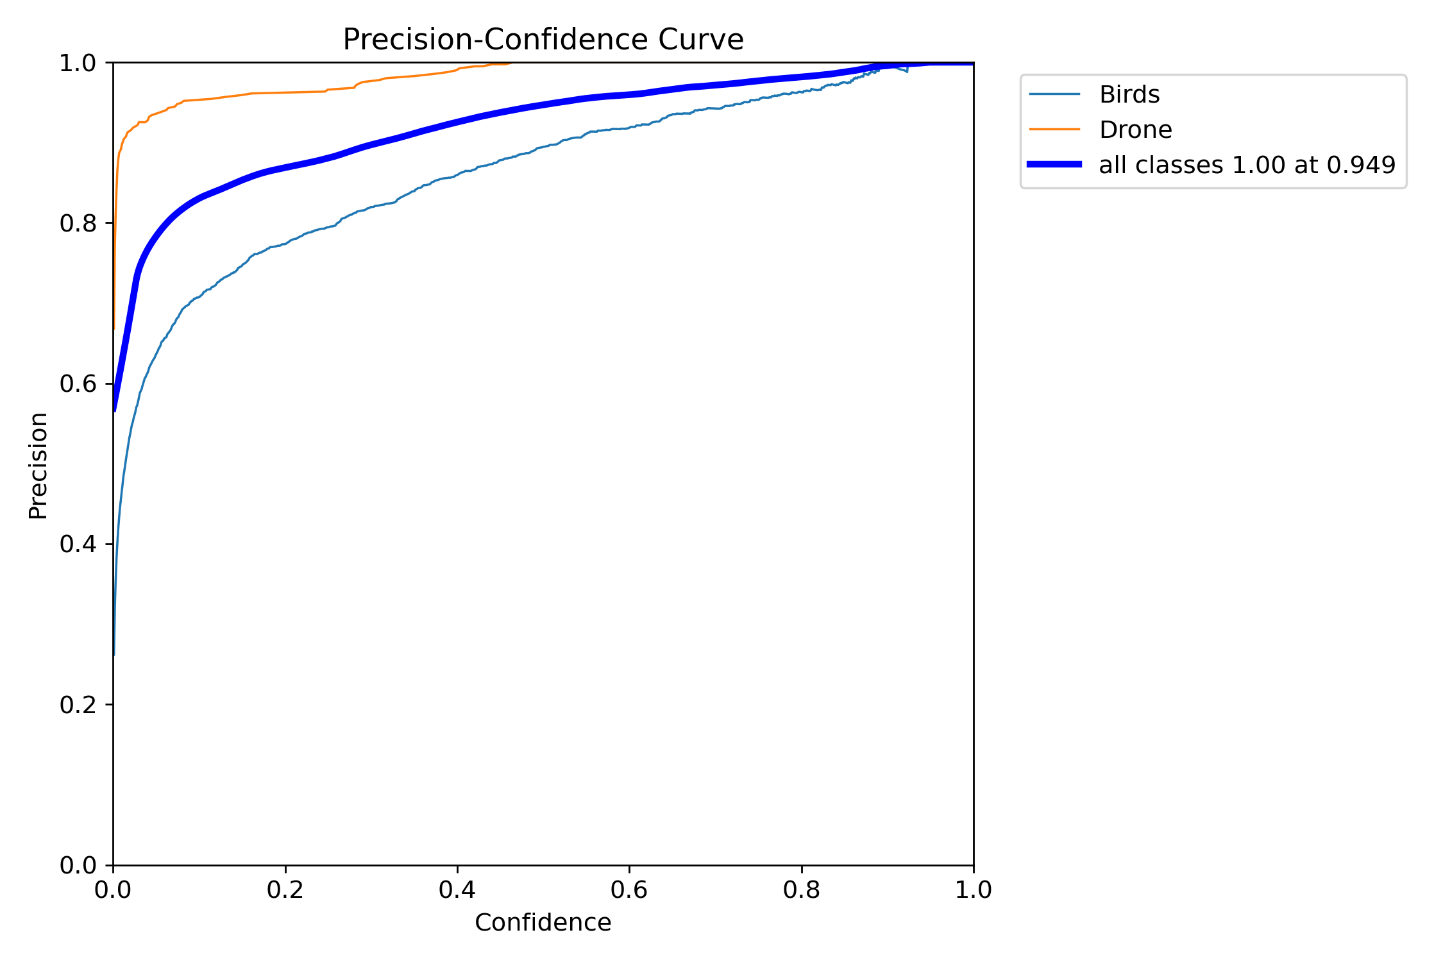 Precision-Confidence Curve
1.0
0.8
0.6
0.4
0.2
0.0
Precision
0.0 0.2 0.4 0.6 0.8 1.0
Confidence
Birds
Drone
all classes 1.00 at 0.949